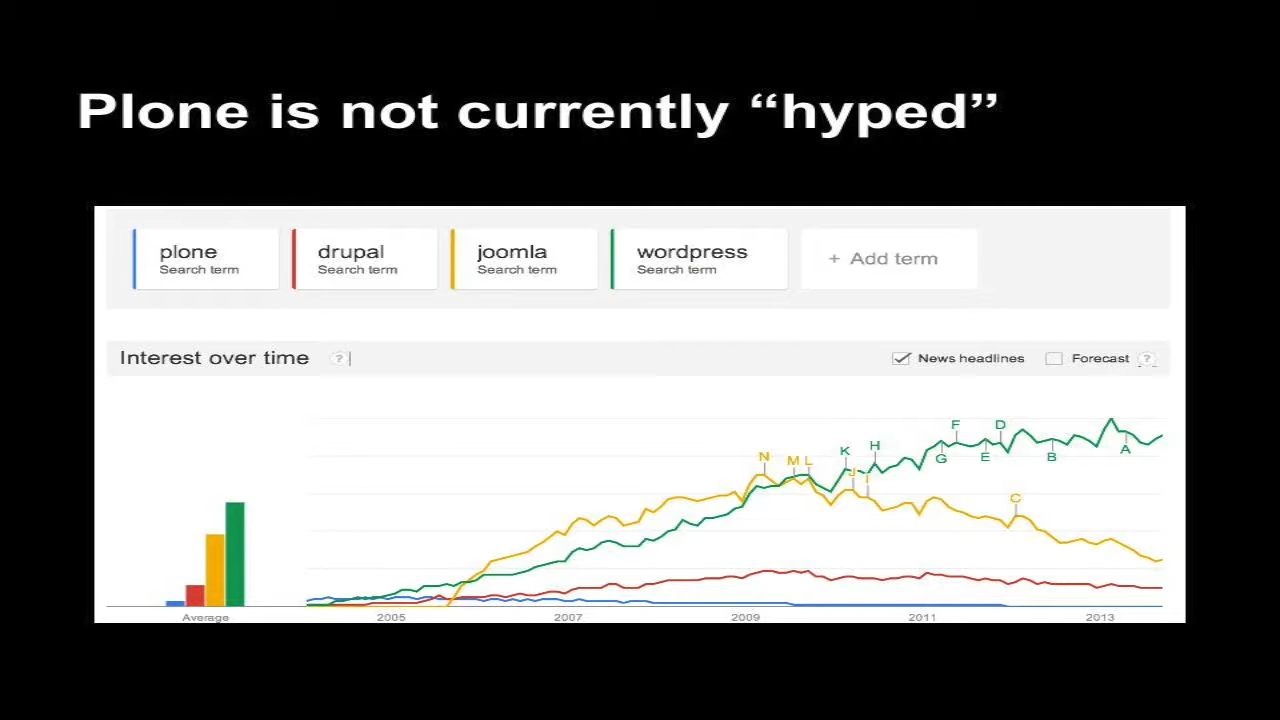 Plone is not currently “hyped”
plone
Search term
drupal
Search term
joomla
Search term
wordpress
Search term
+ Add term
Interest over time ?
News headlines
Forecast ?
N
M
L
K
H
J
I
F
G
D
E
B
C
A
Average
2005
2007
2009
2011
2013